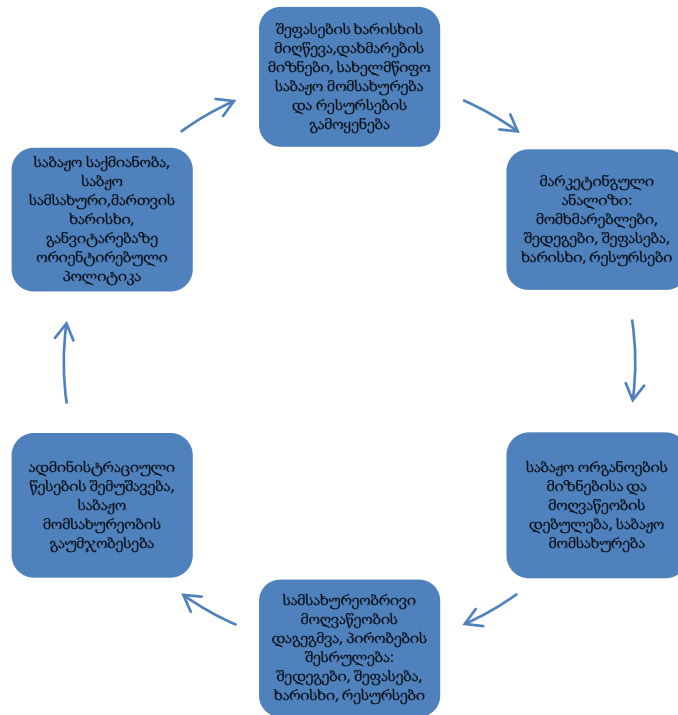 შეფასების ხარისხის
მიღწევა,დახმარების
მიზნები, სახელმწიფო
საბაჟო მომსახურება
და რესურსების
გამოყენება
მარკეტინგული
ანალიზი:
მომხმარებლები,
შედეგები, შეფასება,
ხარისხი, რესურსები
საბაჟო ორგანოების
მიზნებისა და
მოღვაწეობის
დებულება, საბაჟო
მომსახურება
სამსახურეობრივი
მოღვაწეობის
დაგეგმვა, პირობების
შესრულება:
შედეგები, შეფასება,
ხარისხი, რესურსები
ადმინისტრაციული
წესების შემუშავება,
საბაჟო
მომსახურეობის
გაუმჯობესება
საბაჟო საქმიანობა,
საბჟო
სამსახური,მართვის
ხარისხი,
განვიტარებაზე
ორიენტირებული
პოლიტიკა